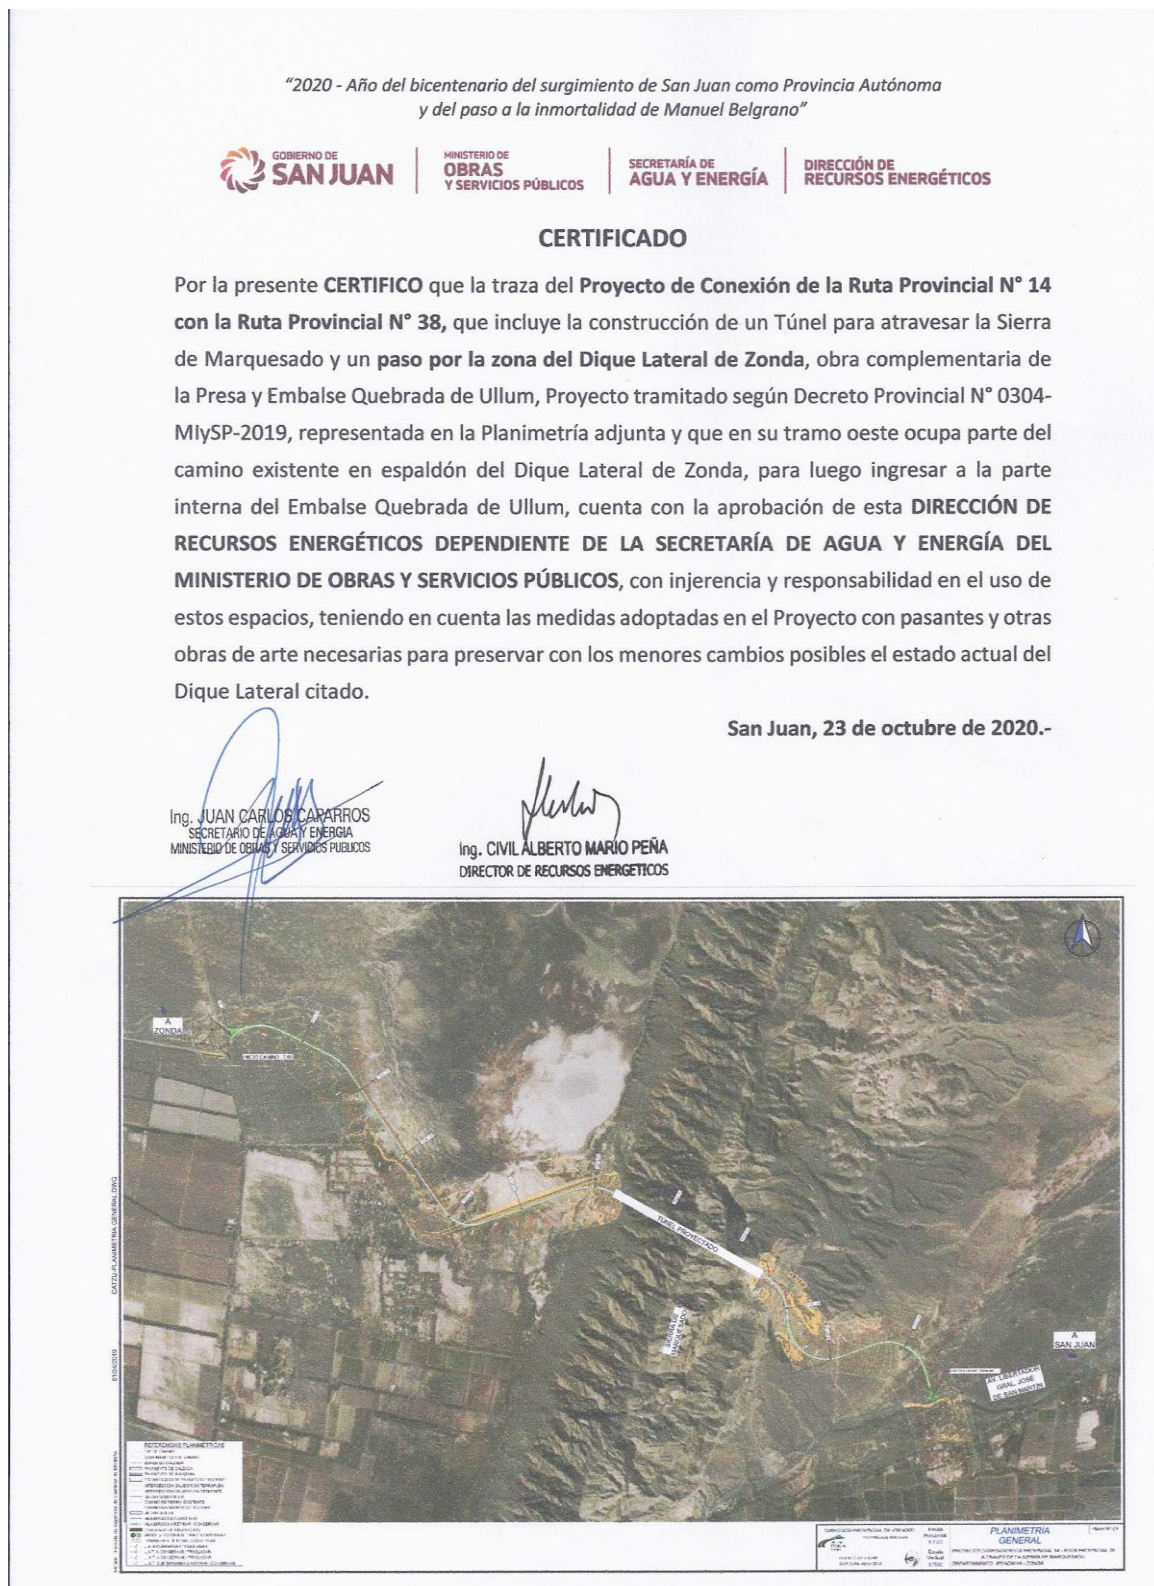 “2020 - Año del bicentenario del surgimiento de San Juan como Provincia Autónoma
y del paso a la inmortalidad de Manuel Belgrano”
GOBIERNO DE
SAN JUAN
MINISTERIO DE
OBRAS
Y SERVICIOS PÚBLICOS
SECRETARÍA DE
AGUA Y ENERGÍA
DIRECCIÓN DE
RECURSOS ENERGÉTICOS
CERTIFICADO
Por la presente CERTIFICO que la traza del Proyecto de Conexión de la Ruta Provincial N° 14
con la Ruta Provincial N° 38, que incluye la construcción de un Túnel para atravesar la Sierra
de Marquesado y un paso por la zona del Dique Lateral de Zonda, obra complementaria de
la Presa y Embalse Quebrada de Ullum, Proyecto tramitado según Decreto Provincial N° 0304-
MIySP-2019, representada en la Planimetría adjunta y que en su tramo oeste ocupa parte del
camino existente en espaldón del Dique Lateral de Zonda, para luego ingresar a la parte
interna del Embalse Quebrada de Ullum, cuenta con la aprobación de esta DIRECCIÓN DE
RECURSOS ENERGÉTICOS DEPENDIENTE DE LA SECRETARÍA DE AGUA Y ENERGÍA DEL
MINISTERIO DE OBRAS Y SERVICIOS PÚBLICOS, con injerencia y responsabilidad en el uso de
estos espacios, teniendo en cuenta las medidas adoptadas en el Proyecto con pasantes y otras
obras de arte necesarias para preservar con los menores cambios posibles el estado actual del
Dique Lateral citado.
San Juan, 23 de octubre de 2020.-
Ing. JUAN CARLOS CAPARROS
SECRETARIO DE AGUA Y ENERGIA
MINISTERIO DE OBRAS Y SERVICIOS PUBLICOS
Ing. CIVIL ALBERTO MARIO PEÑA
DIRECTOR DE RECURSOS ENERGETICOS
A
ZONDA
TUNEL PROYECTADO
SIERRA DE
MARQUESADO
A
SAN JUAN
AV. LIBERTADOR
GRAL. JOSÉ
DE SAN MARTÍN
01/04/2019
REFERENCIAS PLANIMETRICAS
PLANIMETRIA
GENERAL